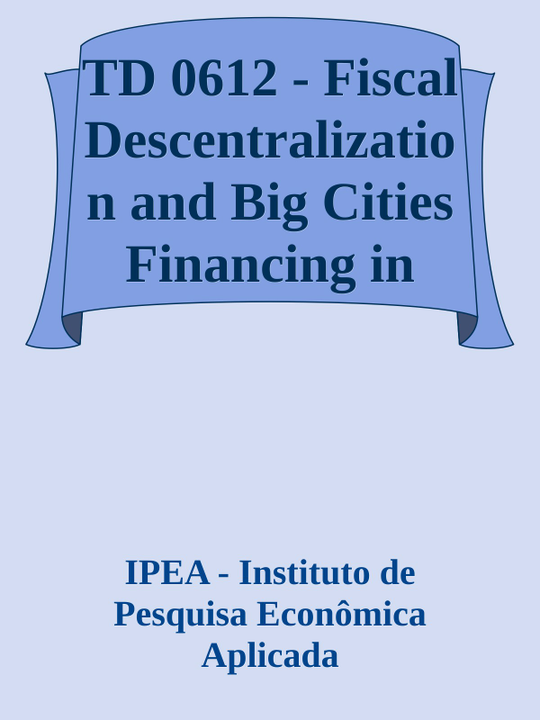 TD 0612 - Fiscal
Descentralizatio
n and Big Cities
Financing in
IPEA - Instituto de
Pesquisa Econômica
Aplicada